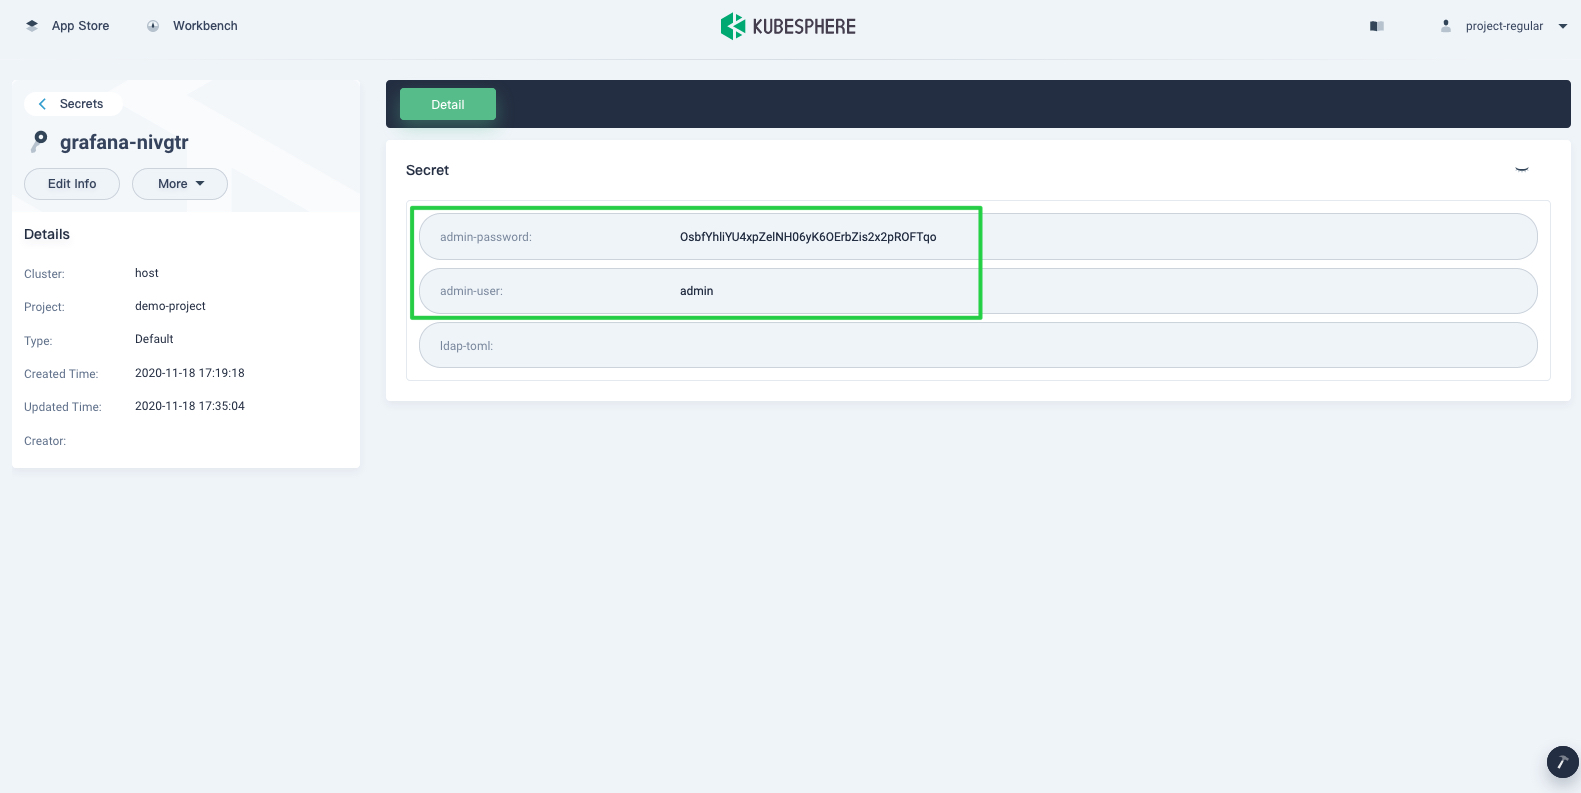 App Store
Workbench
KUBESPHERE
project-regular
Secrets
grafana-nivgtr
Edit Info
More
Details
Cluster: host
Project: demo-project
Type: Default
Created Time: 2020-11-18 17:19:18
Updated Time: 2020-11-18 17:35:04
Creator:
Detail
Secret
admin-password: OsbfYhliYU4xpZelNH06yK6OErbZis2x2pROFTqo
admin-user: admin
ldap-toml: